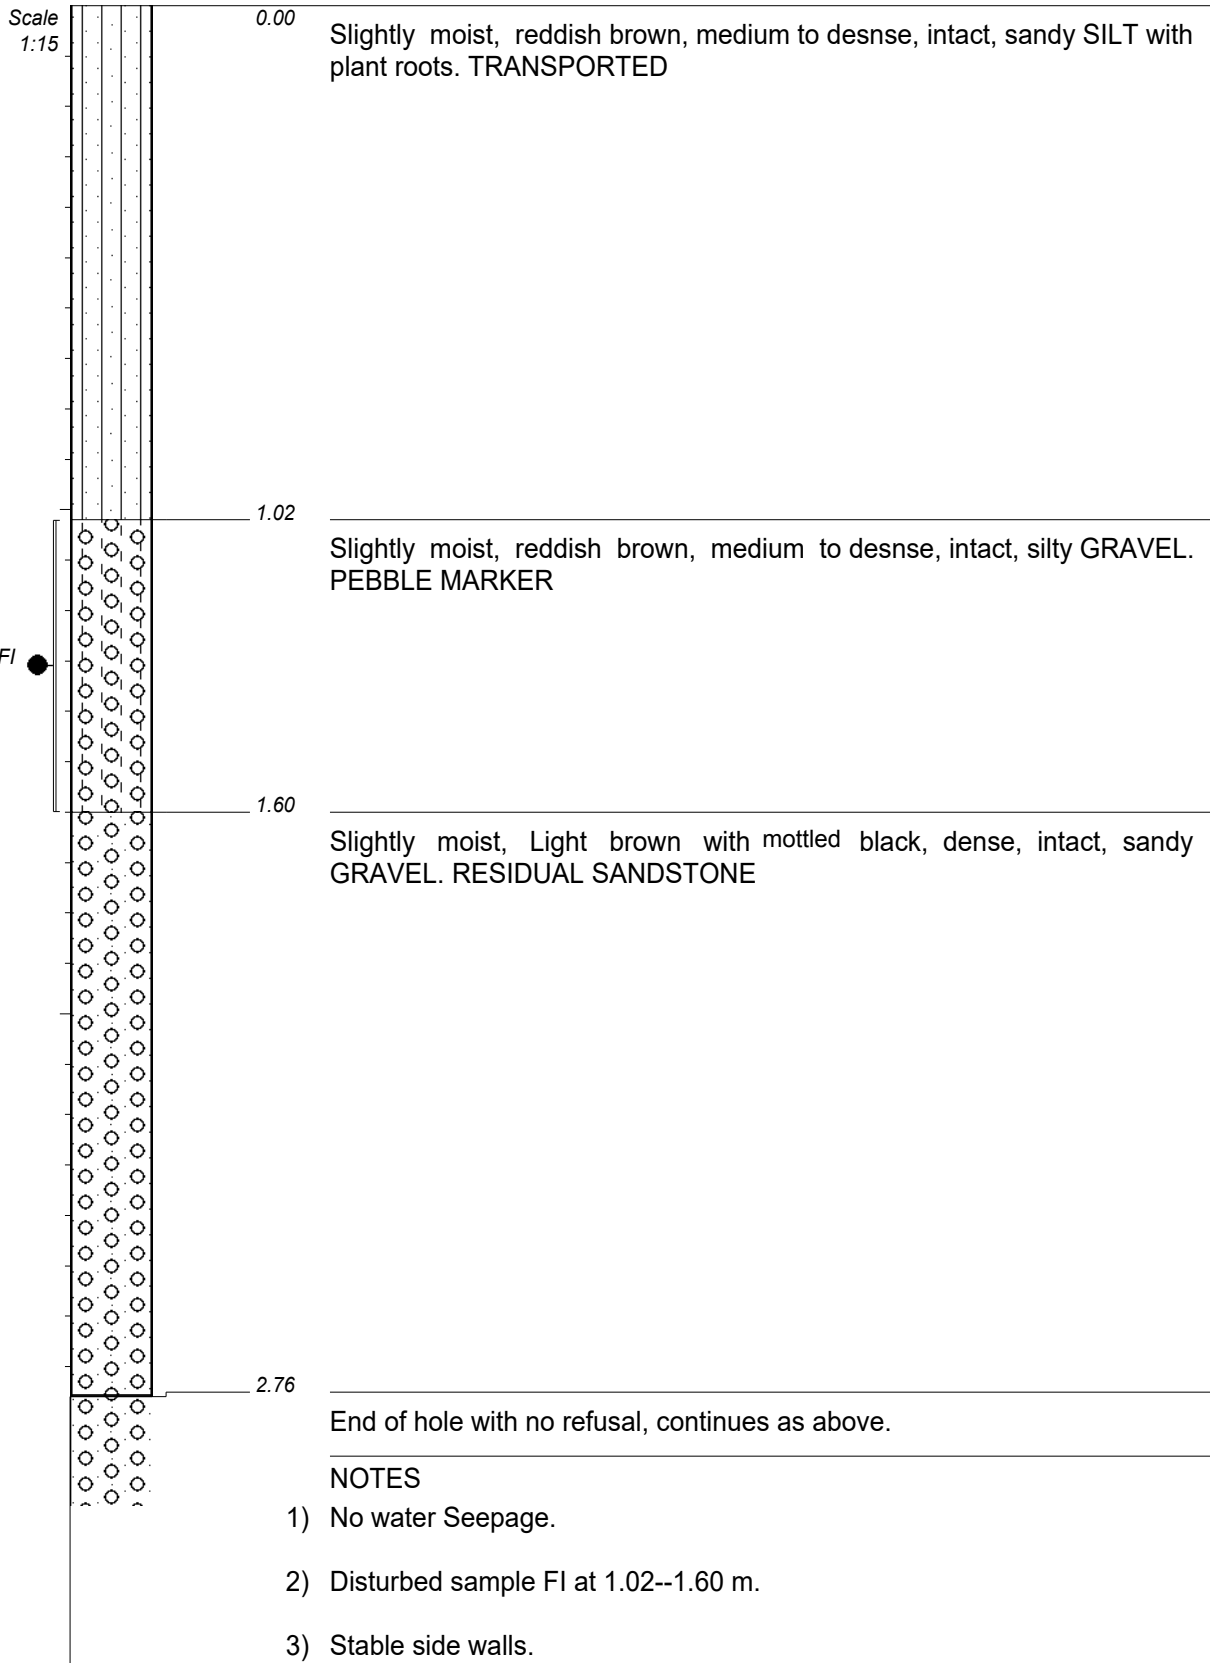 Scale
1:15
0.00
Slightly moist, reddish brown, medium to desnse, intact, sandy SILT with
plant roots. TRANSPORTED
1.02
Slightly moist, reddish brown, medium to desnse, intact, silty GRAVEL.
PEBBLE MARKER
FI
1.60
Slightly moist, Light brown with mottled black, dense, intact, sandy
GRAVEL. RESIDUAL SANDSTONE
2.76
End of hole with no refusal, continues as above.
NOTES
1) No water Seepage.
2) Disturbed sample FI at 1.02--1.60 m.
3) Stable side walls.